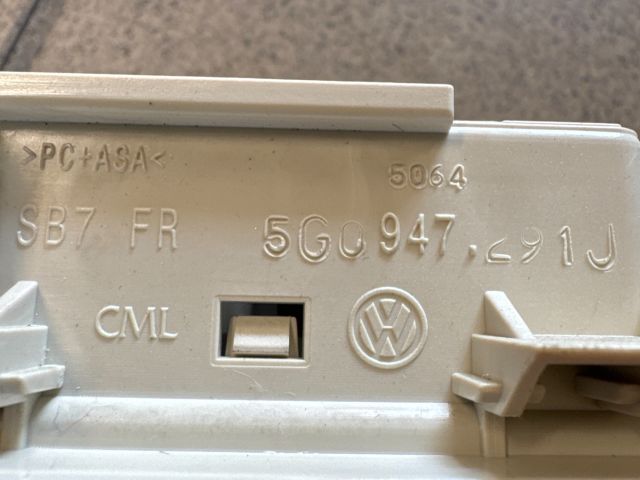 >PC+ASA<
5064
SB7 FR 5G0 947.291J
CML